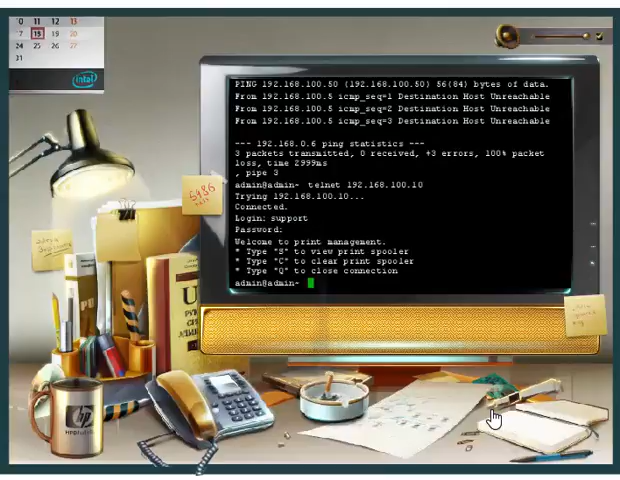 10 11 12 13
17 18 19 20
24 25 26 27
31
intel
PING 192.168.100.50 (192.168.100.50) 56(84) bytes of data.
From 192.168.100.5 icmp_seq=1 Destination Host Unreachable
From 192.168.100.5 icmp_seq=2 Destination Host Unreachable
From 192.168.100.5 icmp_seq=3 Destination Host Unreachable
--- 192.168.0.6 ping statistics ---
3 packets transmitted, 0 received, +3 errors, 100% packet
loss, time 2999ms
, pipe 3
admin@admin~ telnet 192.168.100.10
Trying 192.168.100.10...
Connected.
Login: support
Password:
Welcome to print management.
* Type "S" to view print spooler
* Type "C" to clear print spooler
* Type "Q" to close connection
admin@admin~
5486
PU
U
hp